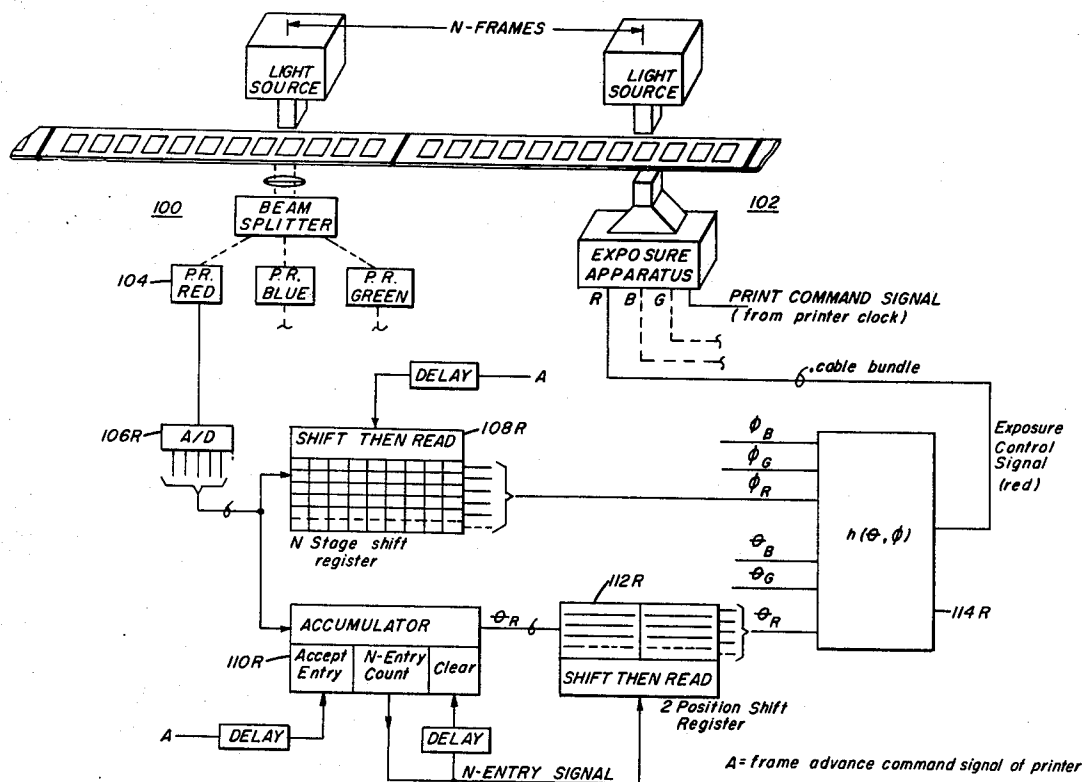 N-FRAMES
LIGHT
SOURCE
LIGHT
SOURCE
100
102
BEAM
SPLITTER
EXPOSURE
APPARATUS
104
P.R.
RED
P.R.
BLUE
P.R.
GREEN
R
B
G
PRINT COMMAND SIGNAL
(from printer clock)
DELAY
A
cable bundle
106R
A/D
SHIFT THEN READ
108R
N Stage shift
register
Exposure
Control
Signal
(red)
ϕB
ϕG
ϕR
h(θ,ϕ)
θB
θG
θR
114R
112R
ACCUMULATOR
θR
110R
Accept
Entry
N-Entry
Count
Clear
SHIFT THEN READ
2 Position Shift
Register
A
DELAY
DELAY
N-ENTRY SIGNAL
A= frame advance command signal of printer